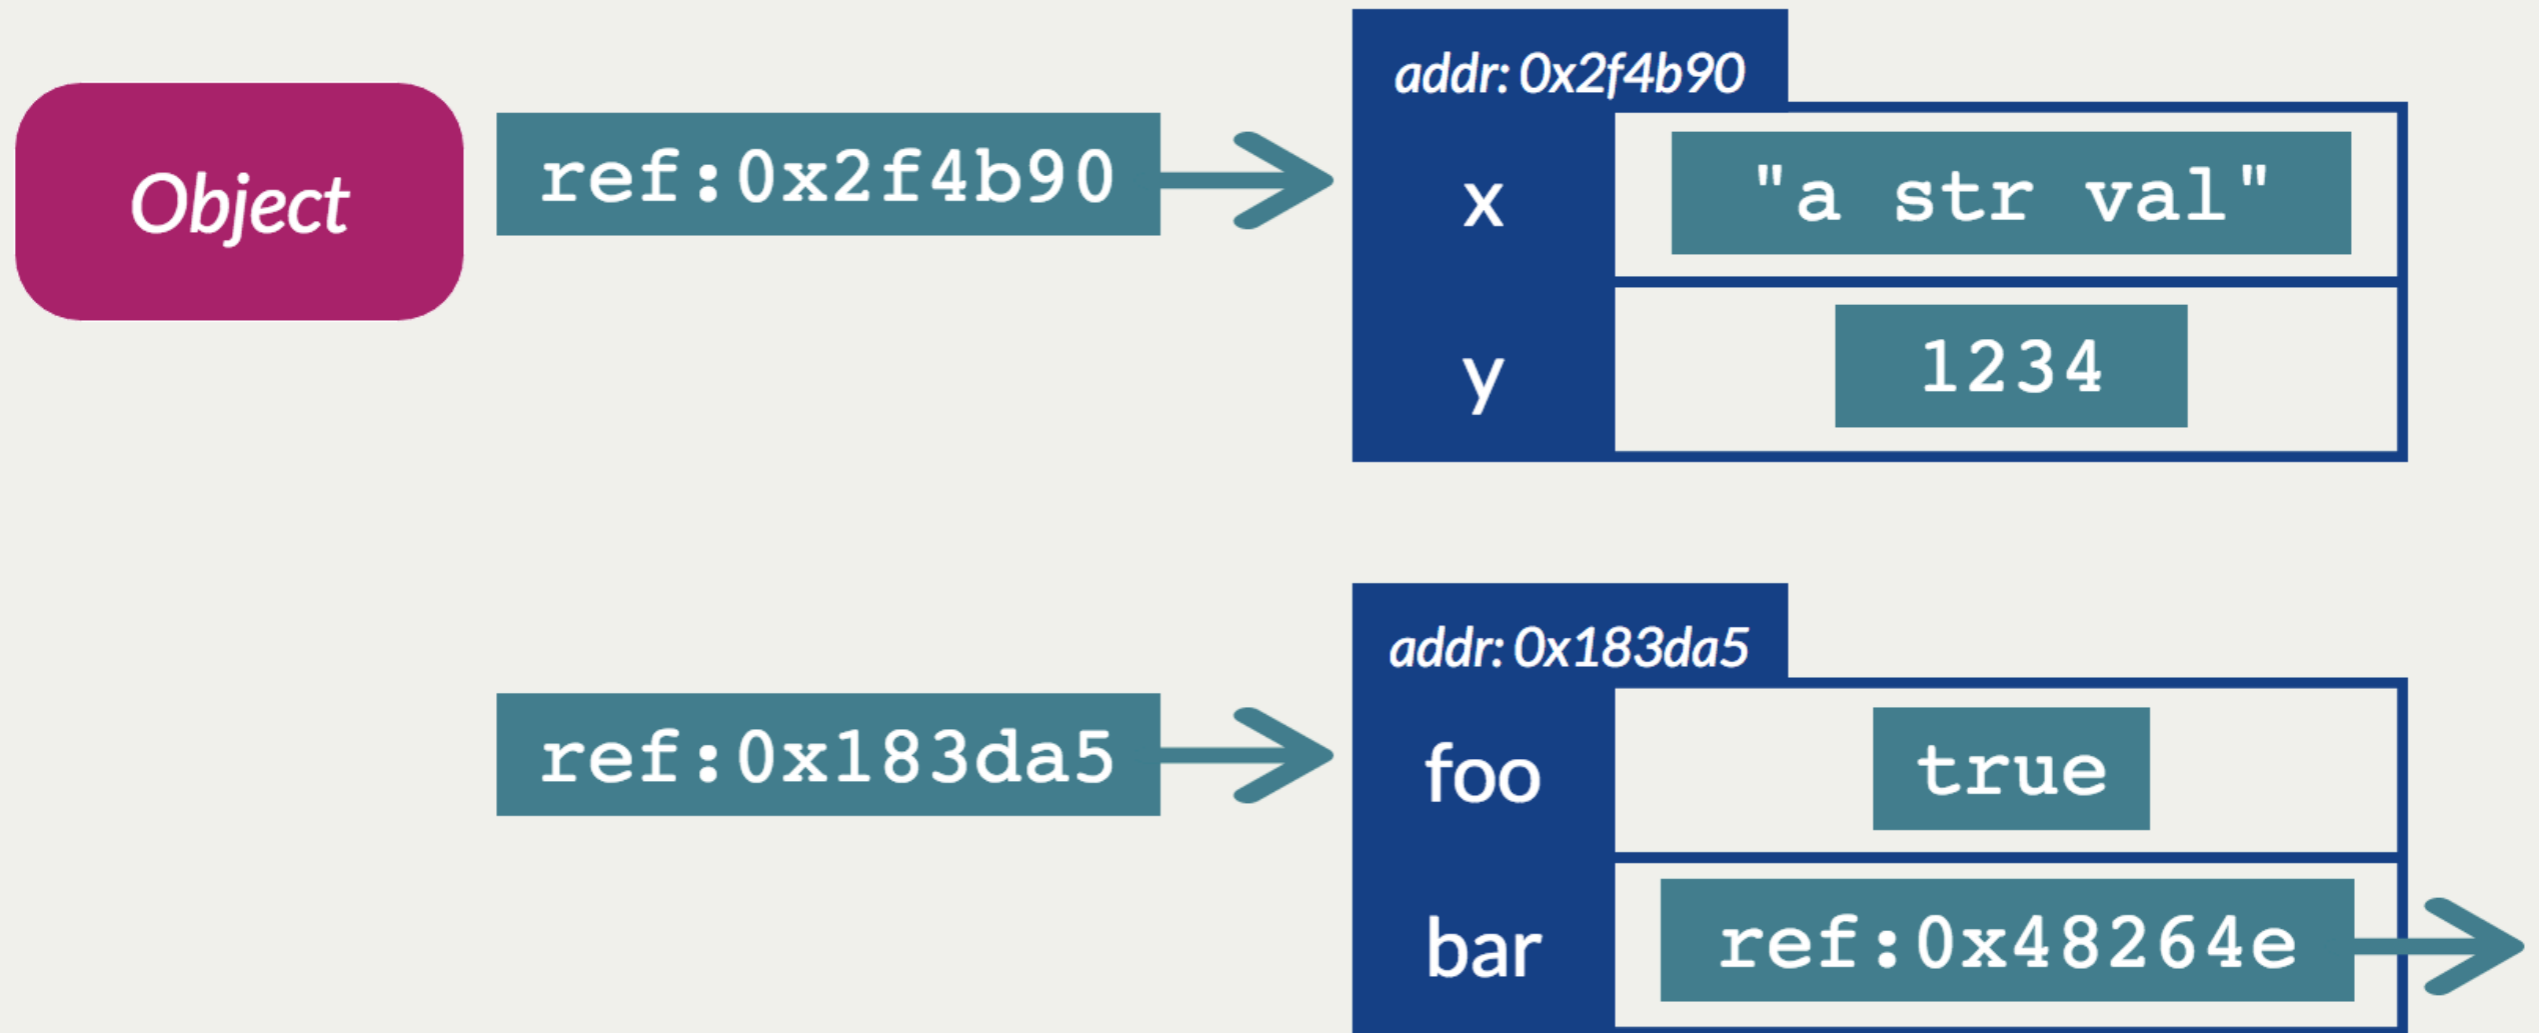 Object
ref:0x2f4b90
addr: 0x2f4b90
x
"a str val"
y
1234
ref:0x183da5
addr: 0x183da5
foo
true
bar
ref:0x48264e